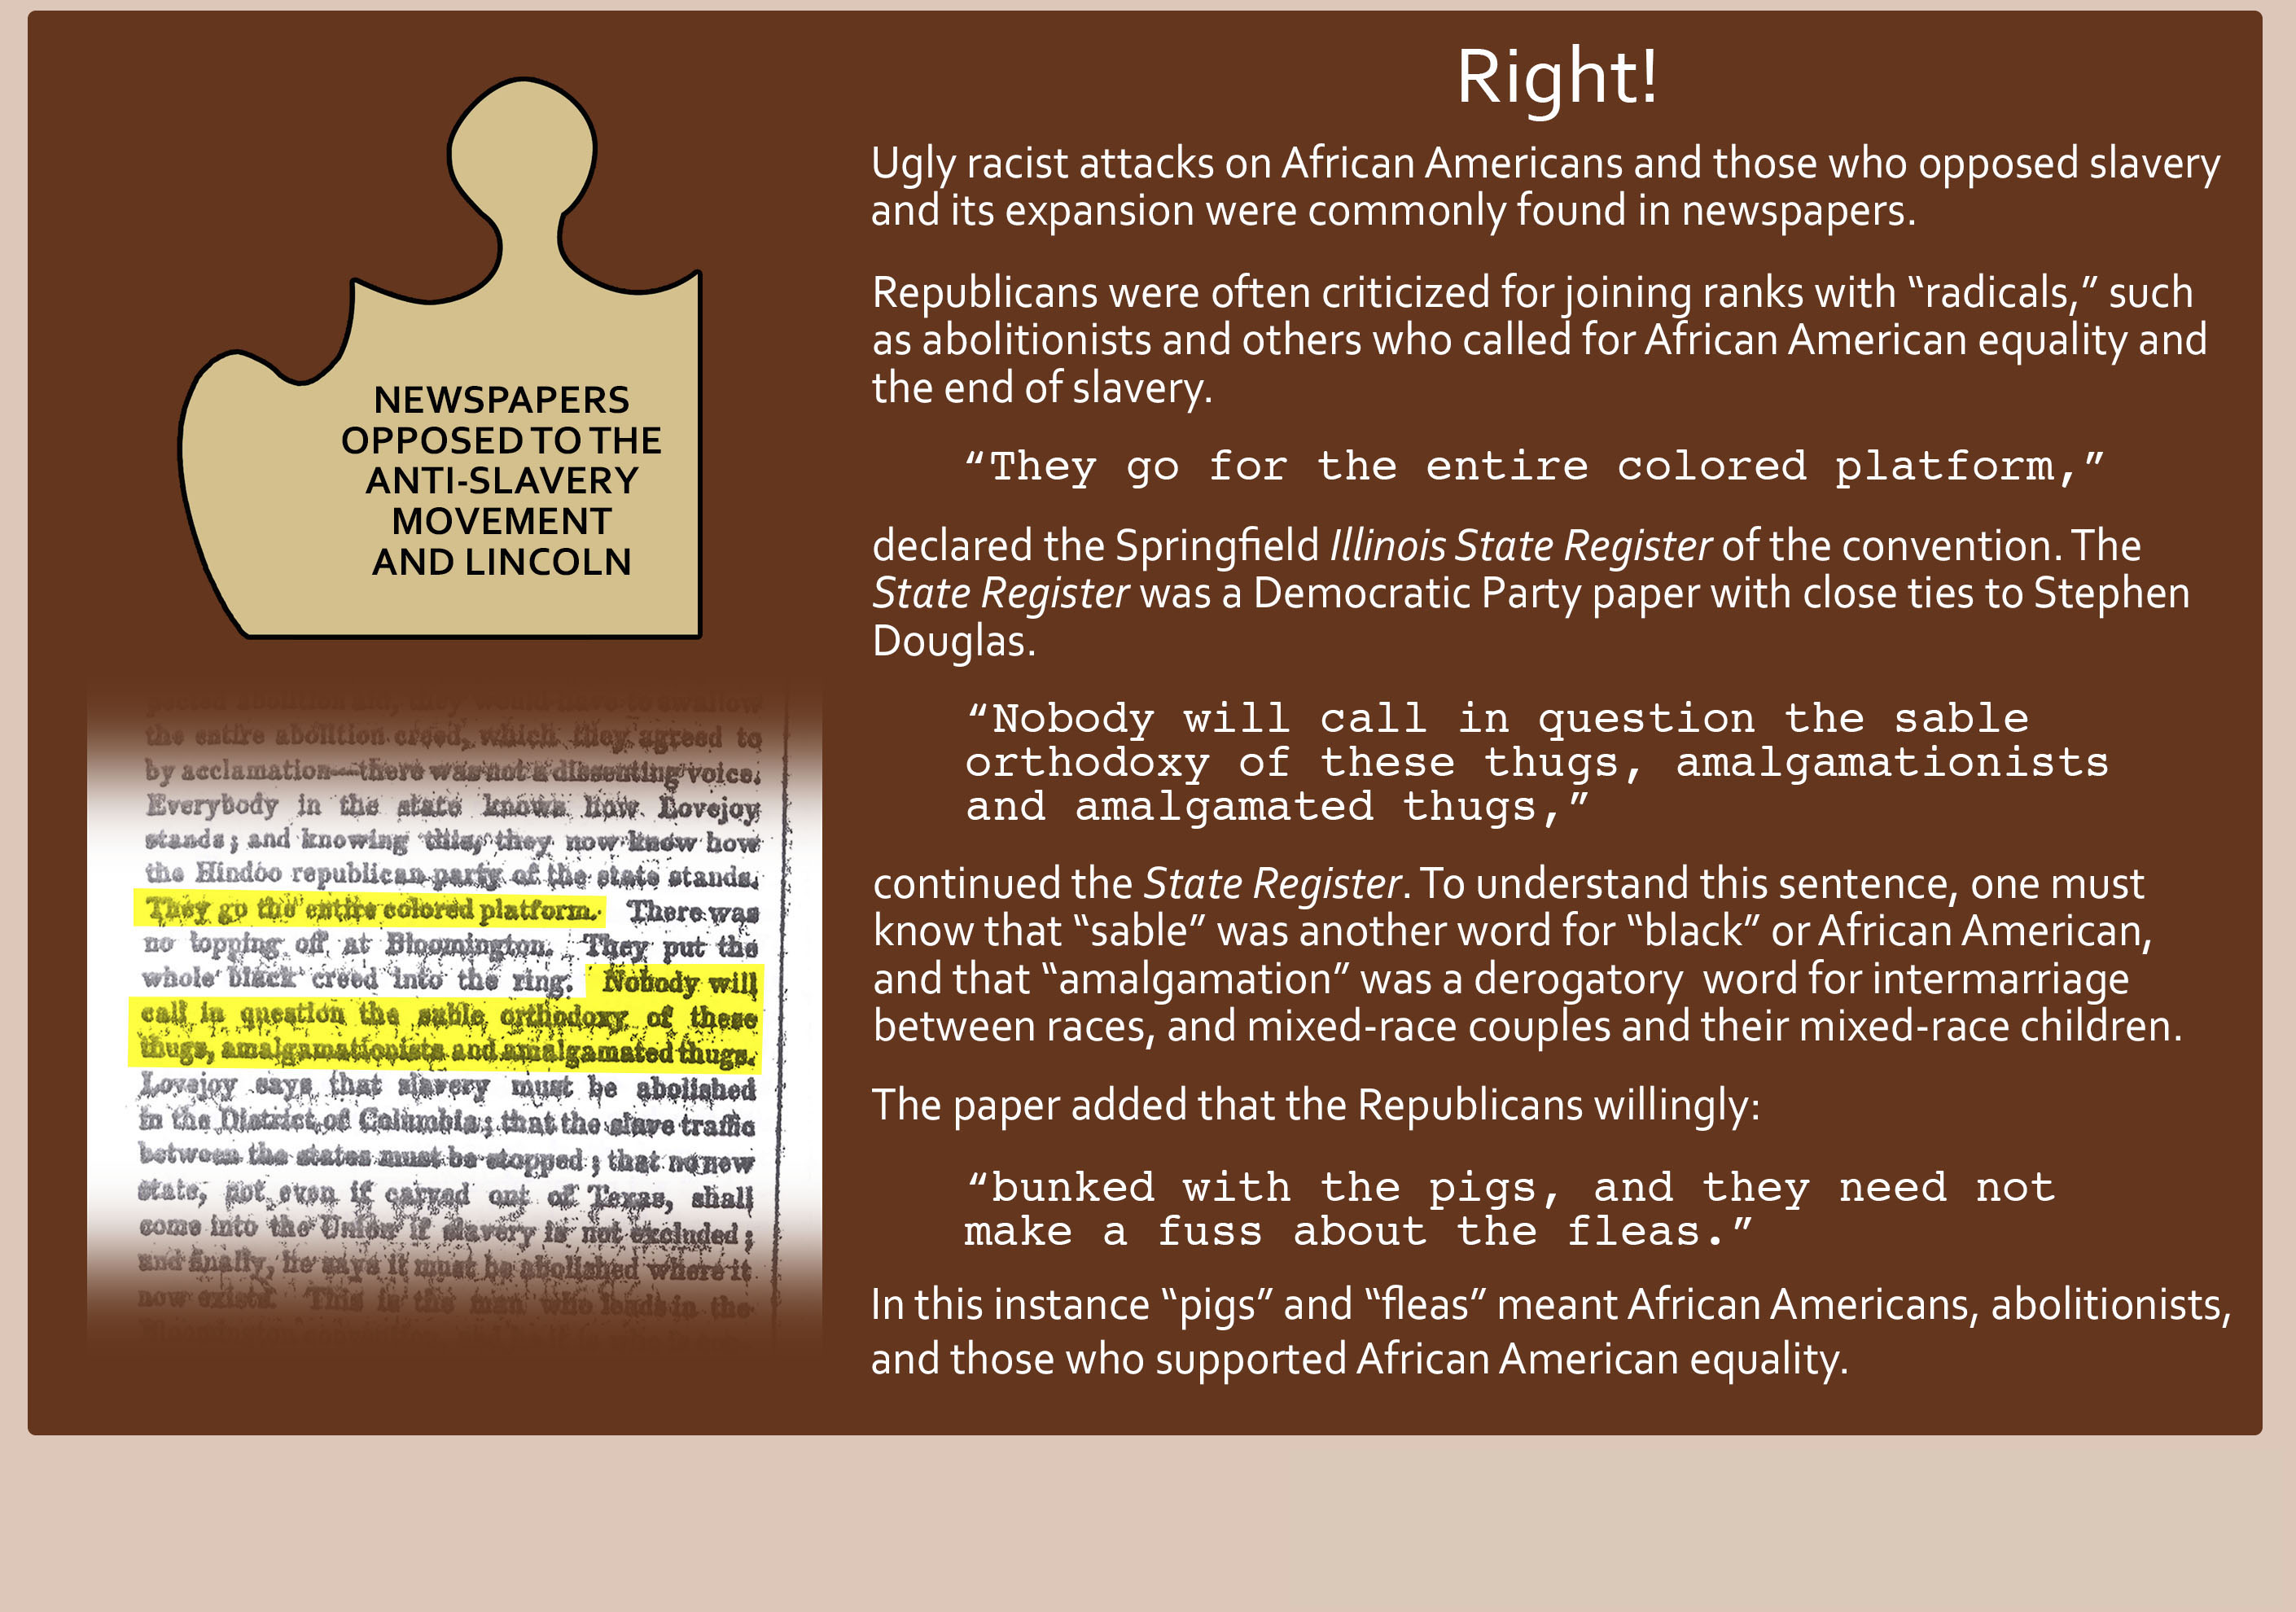 Right!
Ugly racist attacks on African Americans and those who opposed slavery
and its expansion were commonly found in newspapers.
Republicans were often criticized for joining ranks with “radicals,” such
as abolitionists and others who called for African American equality and
the end of slavery.
“They go for the entire colored platform,”
declared the Springfield Illinois State Register of the convention. The
State Register was a Democratic Party paper with close ties to Stephen
Douglas.
“Nobody will call in question the sable
orthodoxy of these thugs, amalgamationists
and amalgamated thugs,”
continued the State Register. To understand this sentence, one must
know that “sable” was another word for “black” or African American,
and that “amalgamation” was a derogatory word for intermarriage
between races, and mixed-race couples and their mixed-race children.
The paper added that the Republicans willingly:
“bunked with the pigs, and they need not
make a fuss about the fleas.”
In this instance “pigs” and “fleas” meant African Americans, abolitionists,
and those who supported African American equality.
NEWSPAPERS
OPPOSED TO THE
ANTI-SLAVERY
MOVEMENT
AND LINCOLN
pected abolition aid, they would have to swallow
the entire abolition creed, which they agreed to
by acclamation—there was not a dissenting voice.
Everybody in the state knows how Lovejoy
stands; and knowing this, they now know how
the Hindoo republican party of the state stands.
They go the entire colored platform. There was
no topping off at Bloomington. They put the
whole black creed into the ring. Nobody will
call in question the sable orthodoxy of these
thugs, amalgamationists and amalgamated thugs.
Lovejoy says that slavery must be abolished
in the District of Columbia; that the slave traffic
between the states must be stopped; that no new
state, not even if carved out of Texas, shall
come into the Union if slavery is not excluded;
and finally, he says it must be abolished where it
now exists. This is the man who leads in the